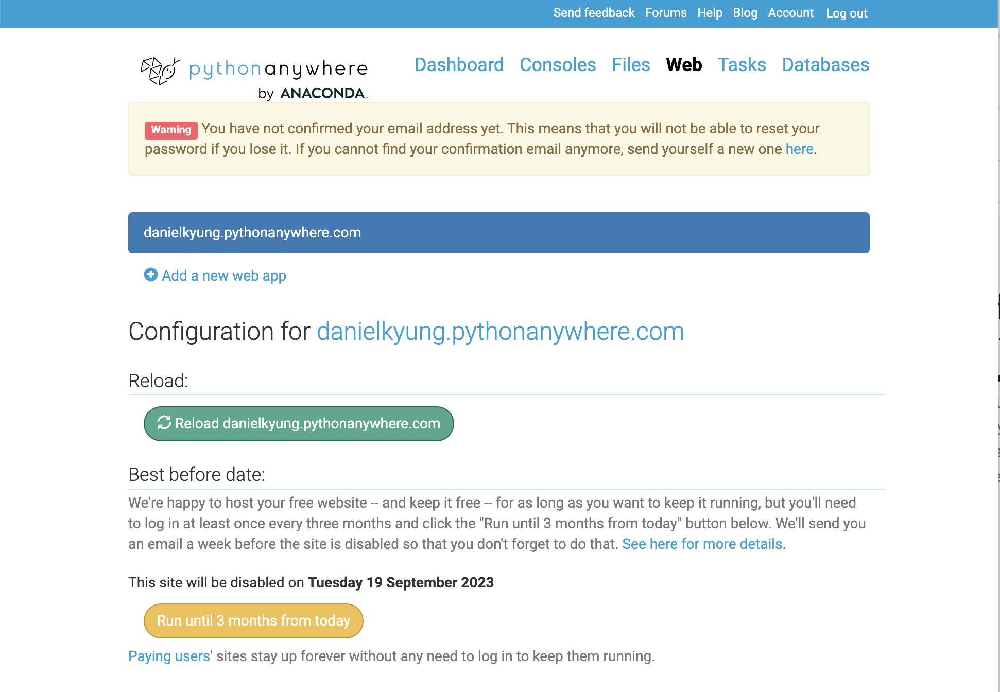 Send feedback Forums Help Blog Account Log out
pythonanywhere
by ANACONDA.
Dashboard Consoles Files Web Tasks Databases
Warning You have not confirmed your email address yet. This means that you will not be able to reset your
password if you lose it. If you cannot find your confirmation email anymore, send yourself a new one here.
danielkyung.pythonanywhere.com
Add a new web app
Configuration for danielkyung.pythonanywhere.com
Reload:
Reload danielkyung.pythonanywhere.com
Best before date:
We're happy to host your free website -- and keep it free -- for as long as you want to keep it running, but you'll need
to log in at least once every three months and click the "Run until 3 months from today" button below. We'll send you
an email a week before the site is disabled so that you don't forget to do that. See here for more details.
This site will be disabled on Tuesday 19 September 2023
Run until 3 months from today
Paying users' sites stay up forever without any need to log in to keep them running.